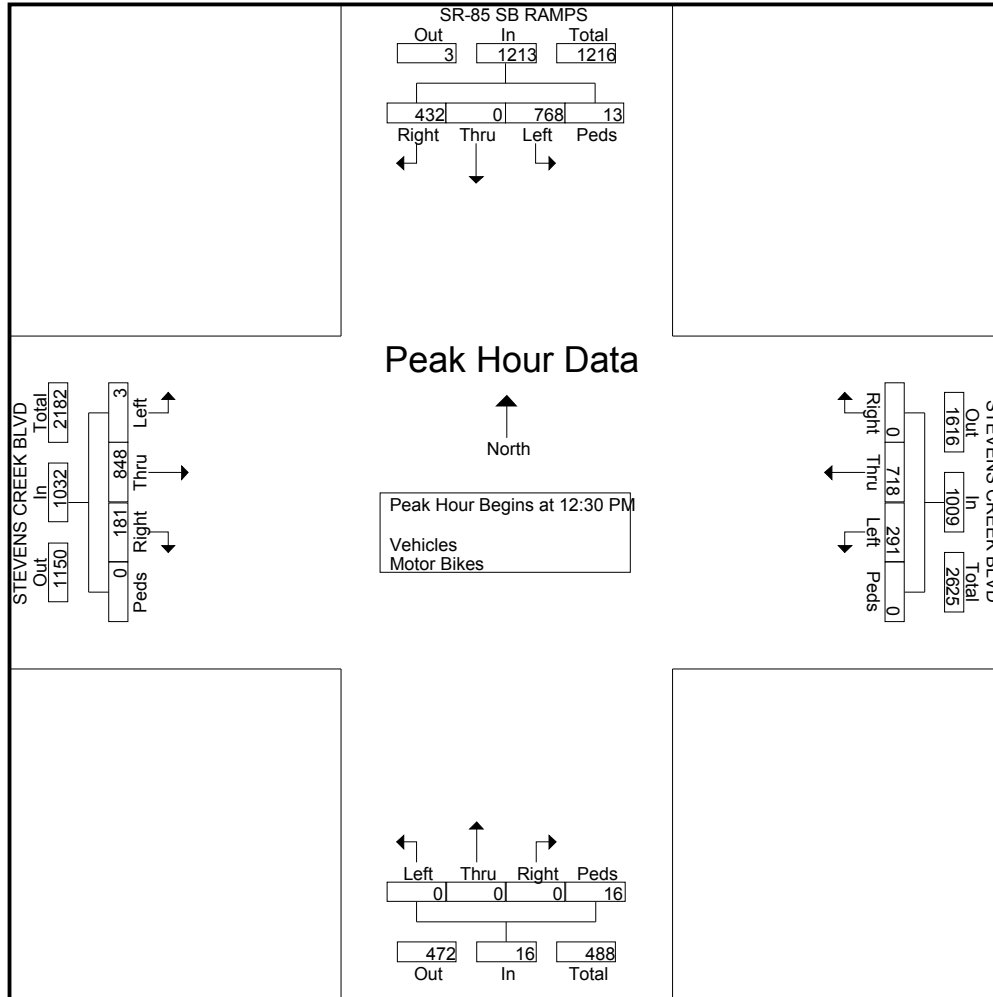 SR-85 SB RAMPS
Out In Total
3 1213 1216
432 0 768 13
Right Thru Left Peds
Peak Hour Data
North
Peak Hour Begins at 12:30 PM
Vehicles
Motor Bikes
STEVENS CREEK BLVD
Out In Total
1150 1032 2182
181 848 3
0
Peds Right Thru Left
STEVENS CREEK BLVD
Out In Total
1616 1009 2625
0 718 291 0
Right Thru Left Peds
Left Thru Right Peds
0 0 0 16
472 16 488
Out In Total